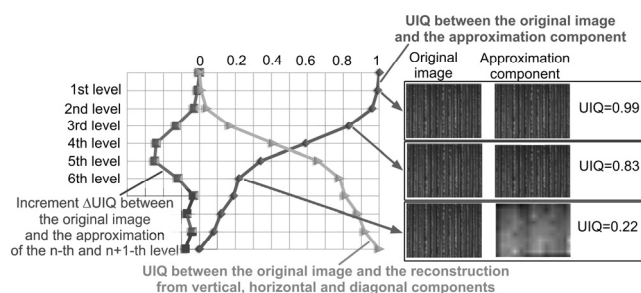 UIQ between the original image
and the approximation component
0 0.2 0.4 0.6 0.8 1
Original
image
Approximation
component
1st level
2nd level
3rd level
4th level
5th level
6th level
UIQ=0.99
UIQ=0.83
UIQ=0.22
Increment ΔUIQ between
the original image
and the approximation
of the n-th and n+1-th level
UIQ between the original image and the reconstruction
from vertical, horizontal and diagonal components